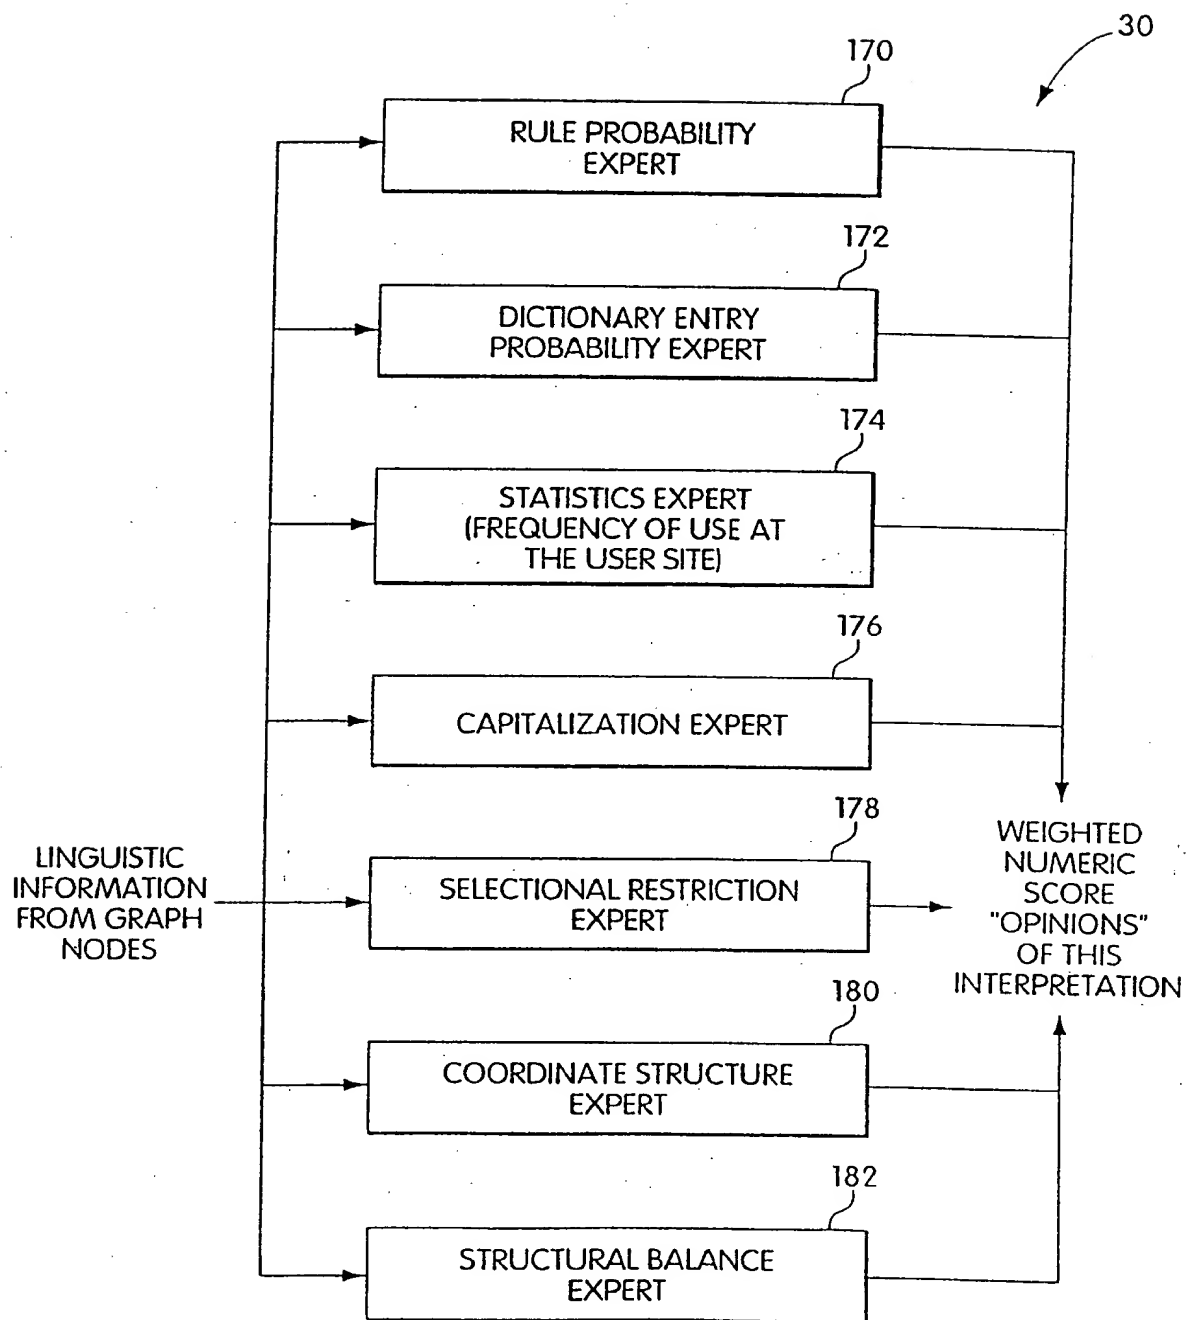 30
170
RULE PROBABILITY
EXPERT
172
DICTIONARY ENTRY
PROBABILITY EXPERT
174
STATISTICS EXPERT
(FREQUENCY OF USE AT
THE USER SITE)
176
CAPITALIZATION EXPERT
178
LINGUISTIC
INFORMATION
FROM GRAPH
NODES
SELECTIONAL RESTRICTION
EXPERT
WEIGHTED
NUMERIC
SCORE
"OPINIONS"
OF THIS
INTERPRETATION
180
COORDINATE STRUCTURE
EXPERT
182
STRUCTURAL BALANCE
EXPERT